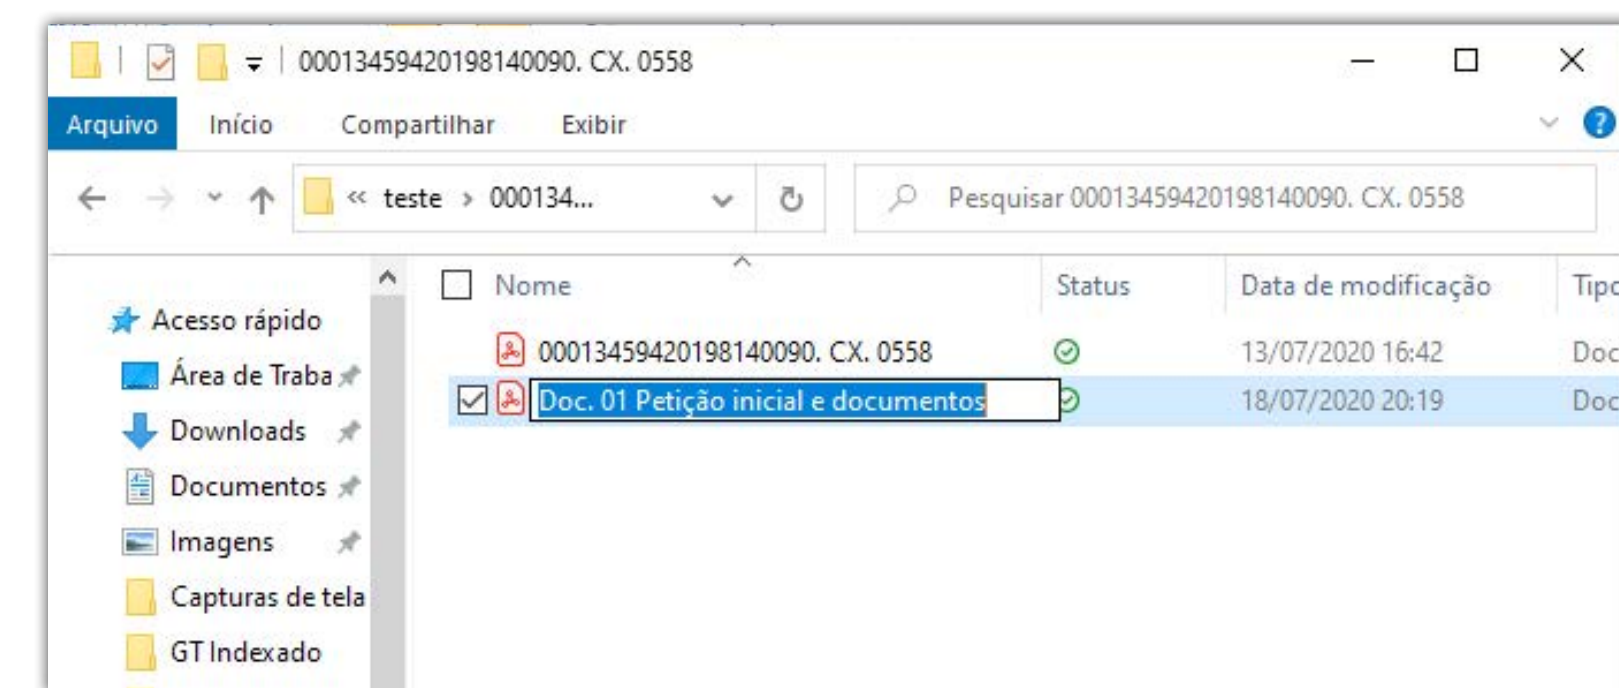 00013459420198140090. CX. 0558
Arquivo Início Compartilhar Exibir
« teste › 000134... Pesquisar 00013459420198140090. CX. 0558
Nome Status Data de modificação Tipo
Acesso rápido
00013459420198140090. CX. 0558 13/07/2020 16:42 Doc
Área de Traba
Doc. 01 Petição inicial e documentos 18/07/2020 20:19 Doc
Downloads
Documentos
Imagens
Capturas de tela
GT Indexado